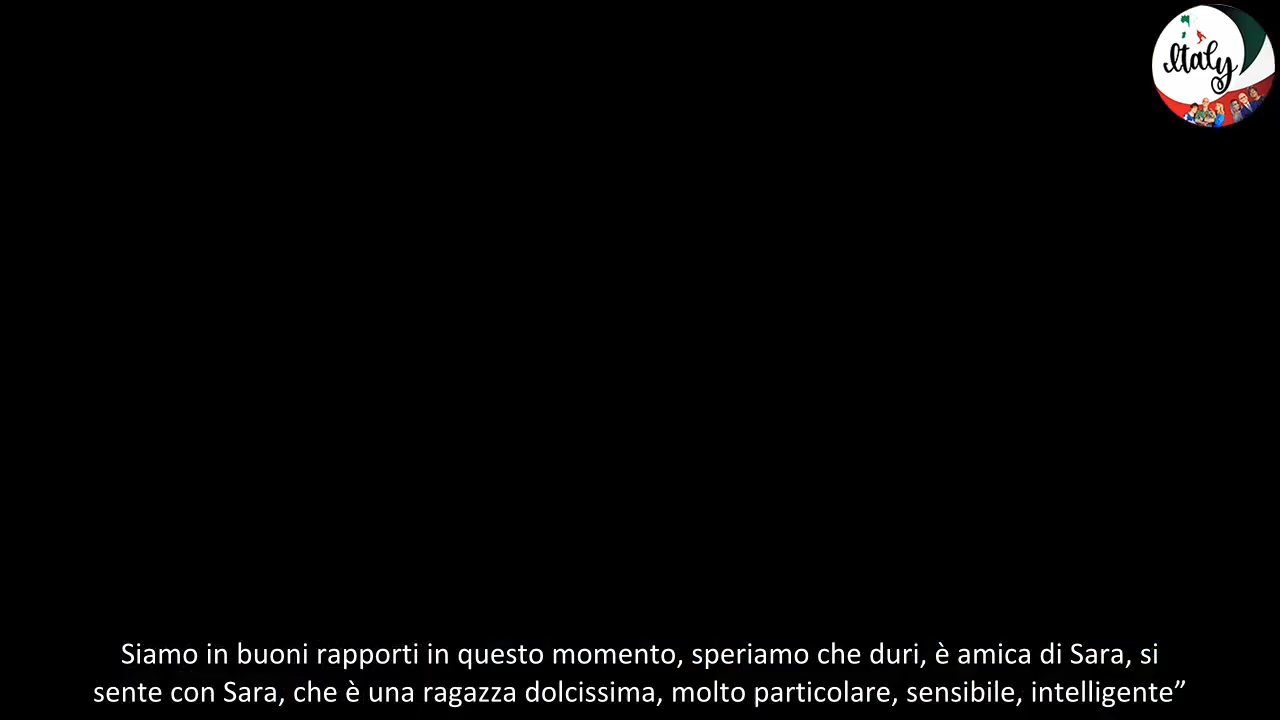 Italy
Siamo in buoni rapporti in questo momento, speriamo che duri, è amica di Sara, si
sente con Sara, che è una ragazza dolcissima, molto particolare, sensibile, intelligente”